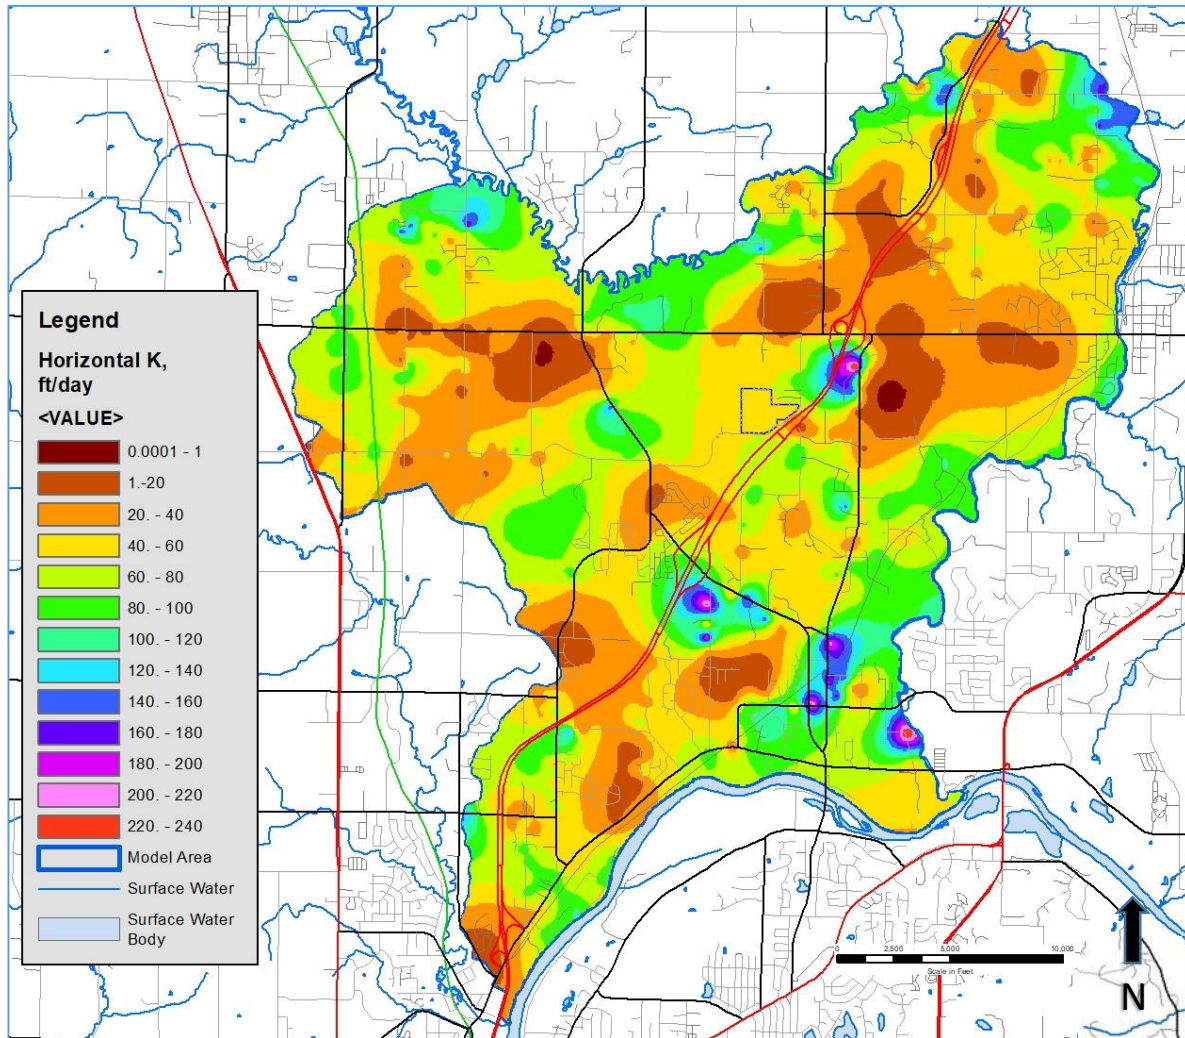 Legend
Horizontal K,
ft/day
<VALUE>
0.0001 - 1
1.-20
20. - 40
40. - 60
60. - 80
80. - 100
100. - 120
120. - 140
140. - 160
160. - 180
180. - 200
200. - 220
220. - 240
Model Area
Surface Water
Surface Water
Body
0 2,500 5,000 10,000
Scale in Feet
N